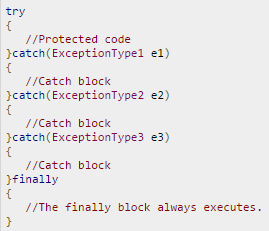 try
{
   //Protected code
}catch(ExceptionType1 e1)
{
   //Catch block
}catch(ExceptionType2 e2)
{
   //Catch block
}catch(ExceptionType3 e3)
{
   //Catch block
}finally
{
   //The finally block always executes.
}